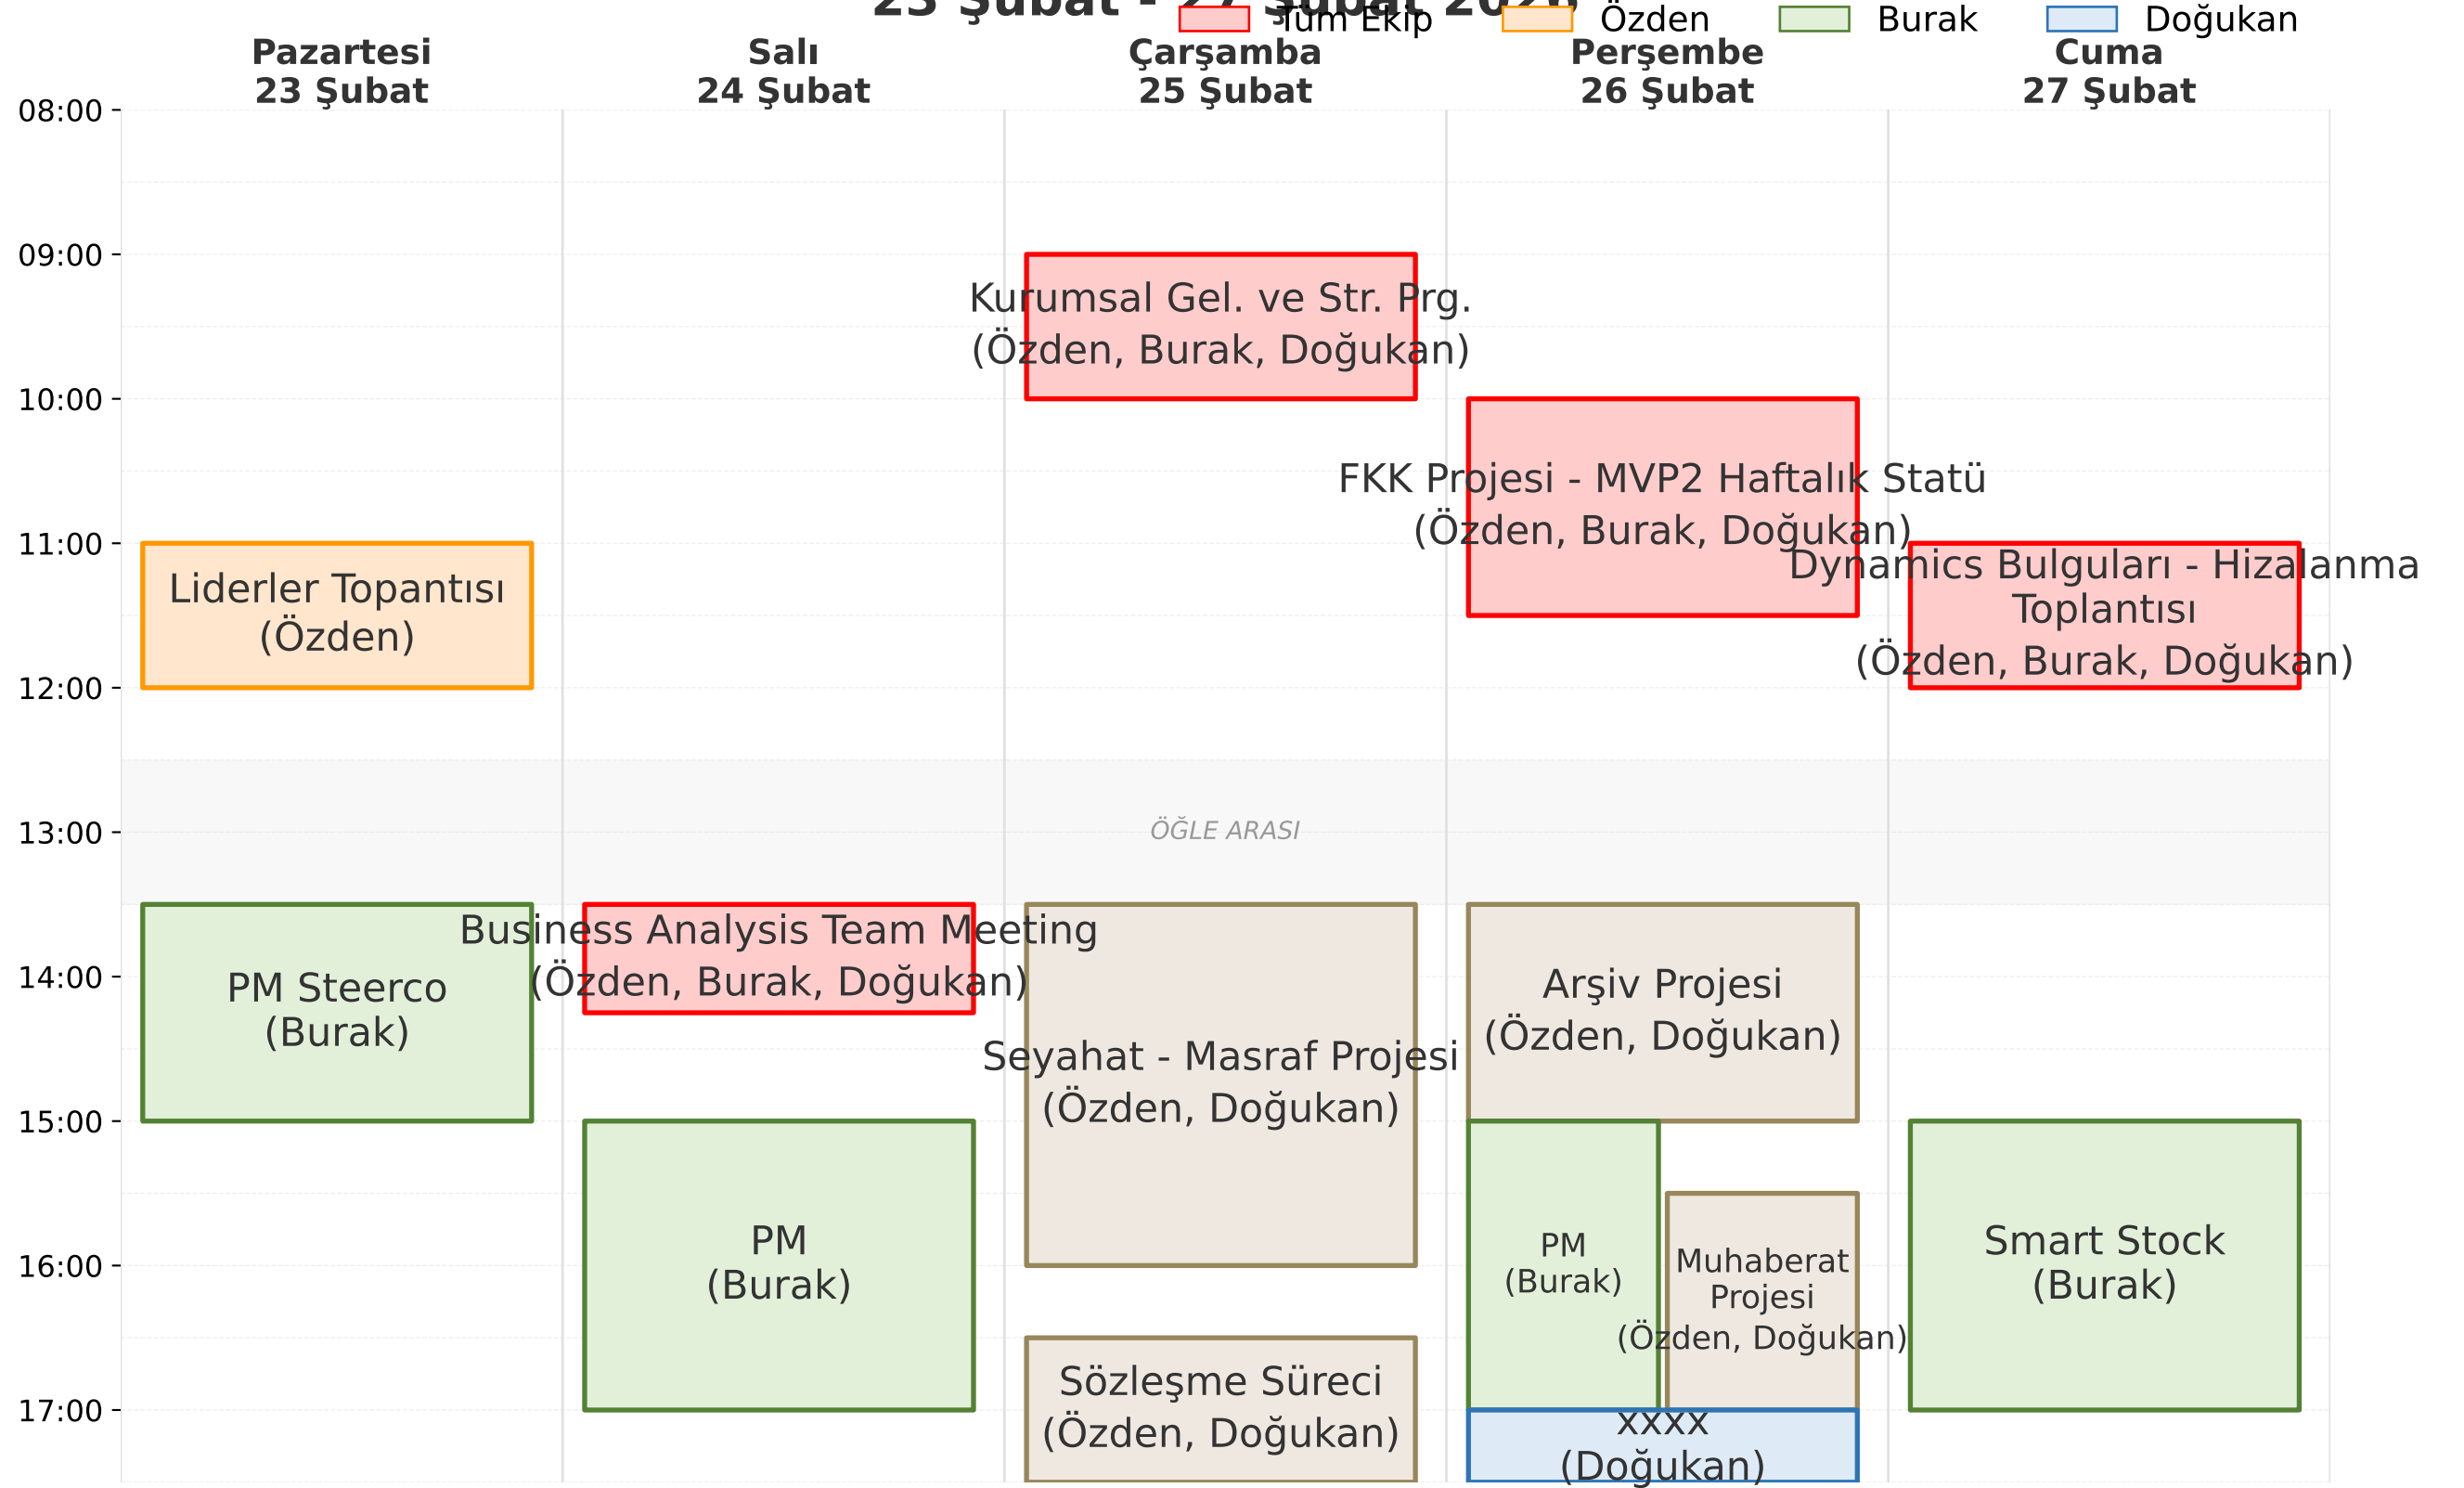 23 Şubat - 27 Şubat 2026
Tüm Ekip
Özden
Burak
Doğukan
Pazartesi
23 Şubat
Salı
24 Şubat
Çarşamba
25 Şubat
Perşembe
26 Şubat
Cuma
27 Şubat
08:00
09:00
Kurumsal Gel. ve Str. Prg.
(Özden, Burak, Doğukan)
10:00
FKK Projesi - MVP2 Haftalık Statü
(Özden, Burak, Doğukan)
11:00
Liderler Topantısı
(Özden)
Dynamics Bulguları - Hizalanma
Toplantısı
(Özden, Burak, Doğukan)
12:00
13:00
ÖĞLE ARASI
PM Steerco
(Burak)
Business Analysis Team Meeting
(Özden, Burak, Doğukan)
14:00
Seyahat - Masraf Projesi
(Özden, Doğukan)
Arşiv Projesi
(Özden, Doğukan)
15:00
PM
(Burak)
PM
(Burak)
Muhaberat
Projesi
(Özden, Doğukan)
Smart Stock
(Burak)
16:00
Sözleşme Süreci
(Özden, Doğukan)
17:00
xxxx
(Doğukan)